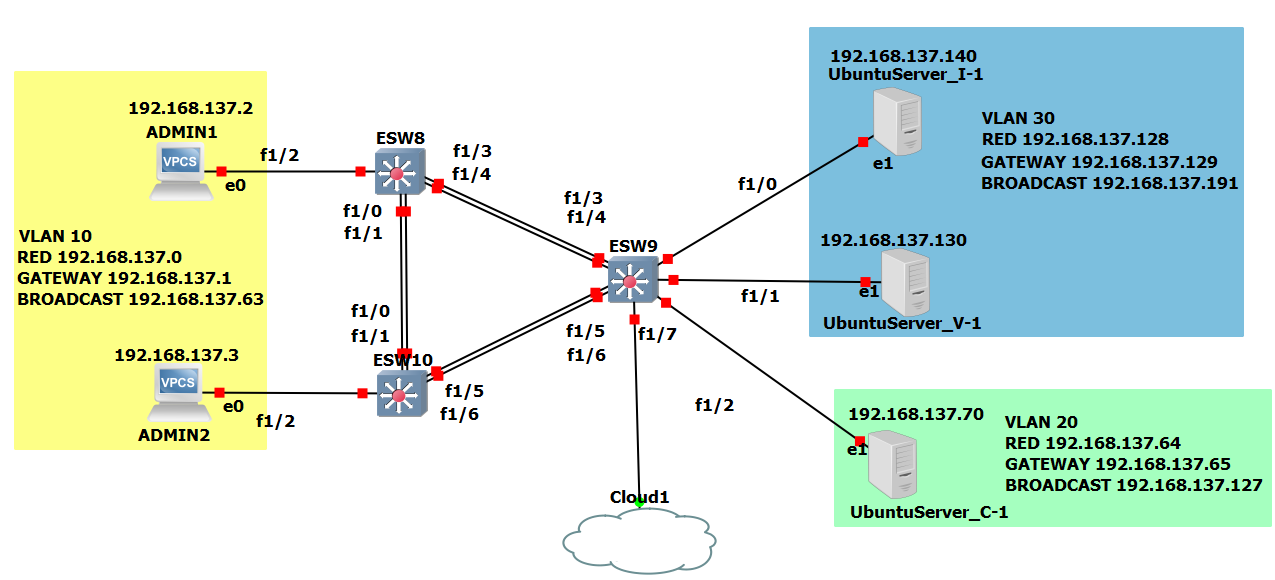 192.168.137.2
ADMIN1
VPCS
e0
f1/2
VLAN 10
RED 192.168.137.0
GATEWAY 192.168.137.1
BROADCAST 192.168.137.63
192.168.137.3
VPCS
e0
f1/2
ADMIN2
ESW8
f1/3
f1/4
f1/0
f1/1
f1/0
f1/1
ESW10
f1/5
f1/6
f1/3
f1/4
ESW9
f1/5
f1/6
f1/7
f1/0
f1/1
f1/2
Cloud1
192.168.137.140
UbuntuServer_I-1
e1
VLAN 30
RED 192.168.137.128
GATEWAY 192.168.137.129
BROADCAST 192.168.137.191
192.168.137.130
e1
UbuntuServer_V-1
192.168.137.70
e1
UbuntuServer_C-1
VLAN 20
RED 192.168.137.64
GATEWAY 192.168.137.65
BROADCAST 192.168.137.127